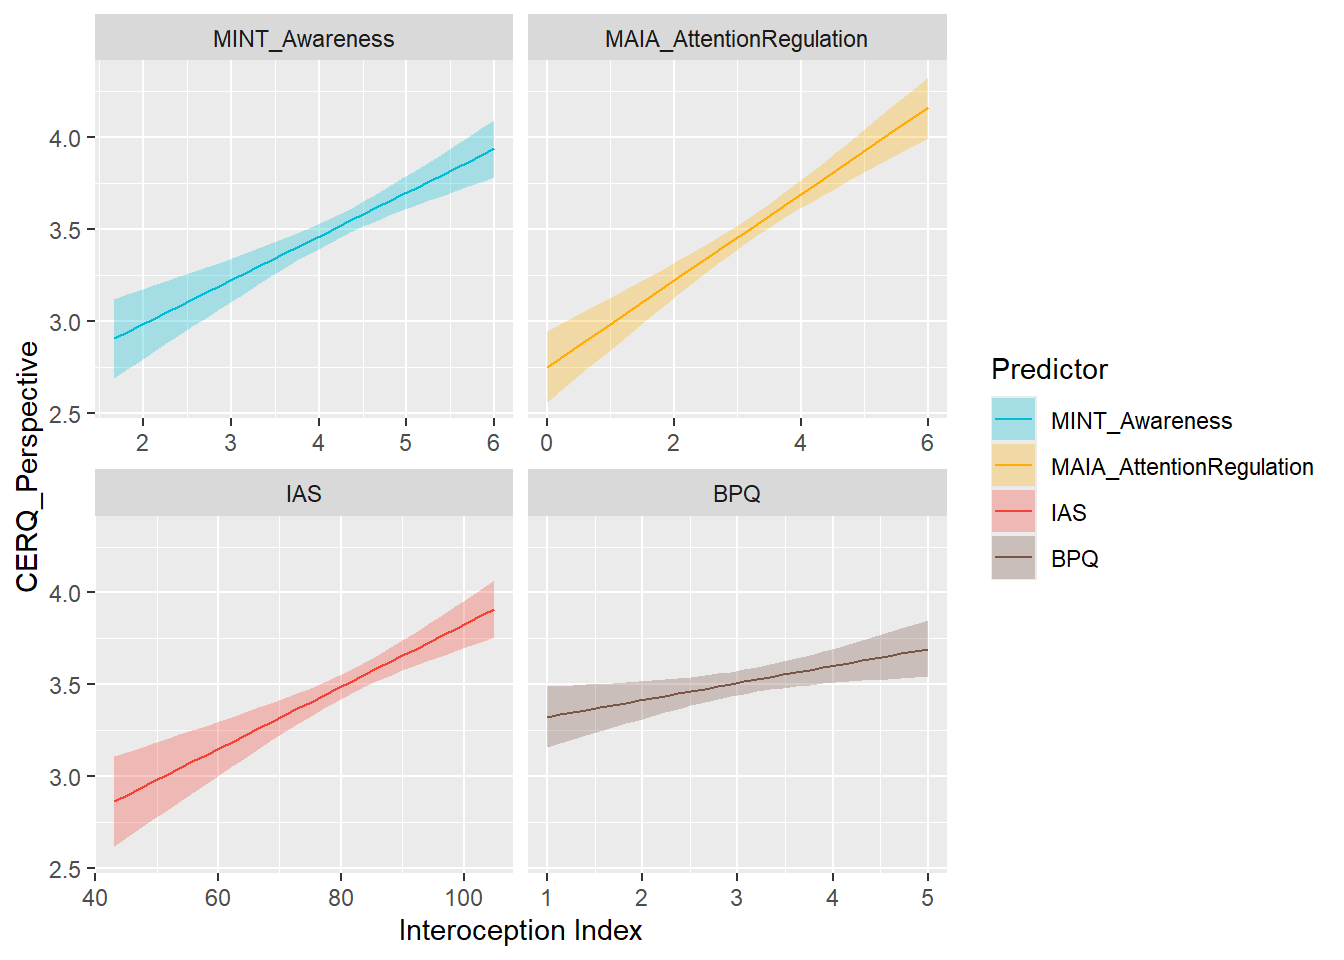 MINT_Awareness
MAIA_AttentionRegulation
4.0
3.5
3.0
2.5
2 3 4 5 6
0 2 4 6
IAS
BPQ
4.0
3.5
3.0
2.5
40 60 80 100
1 2 3 4 5
CERQ_Perspective
Interoception Index
Predictor
MINT_Awareness
MAIA_AttentionRegulation
IAS
BPQ